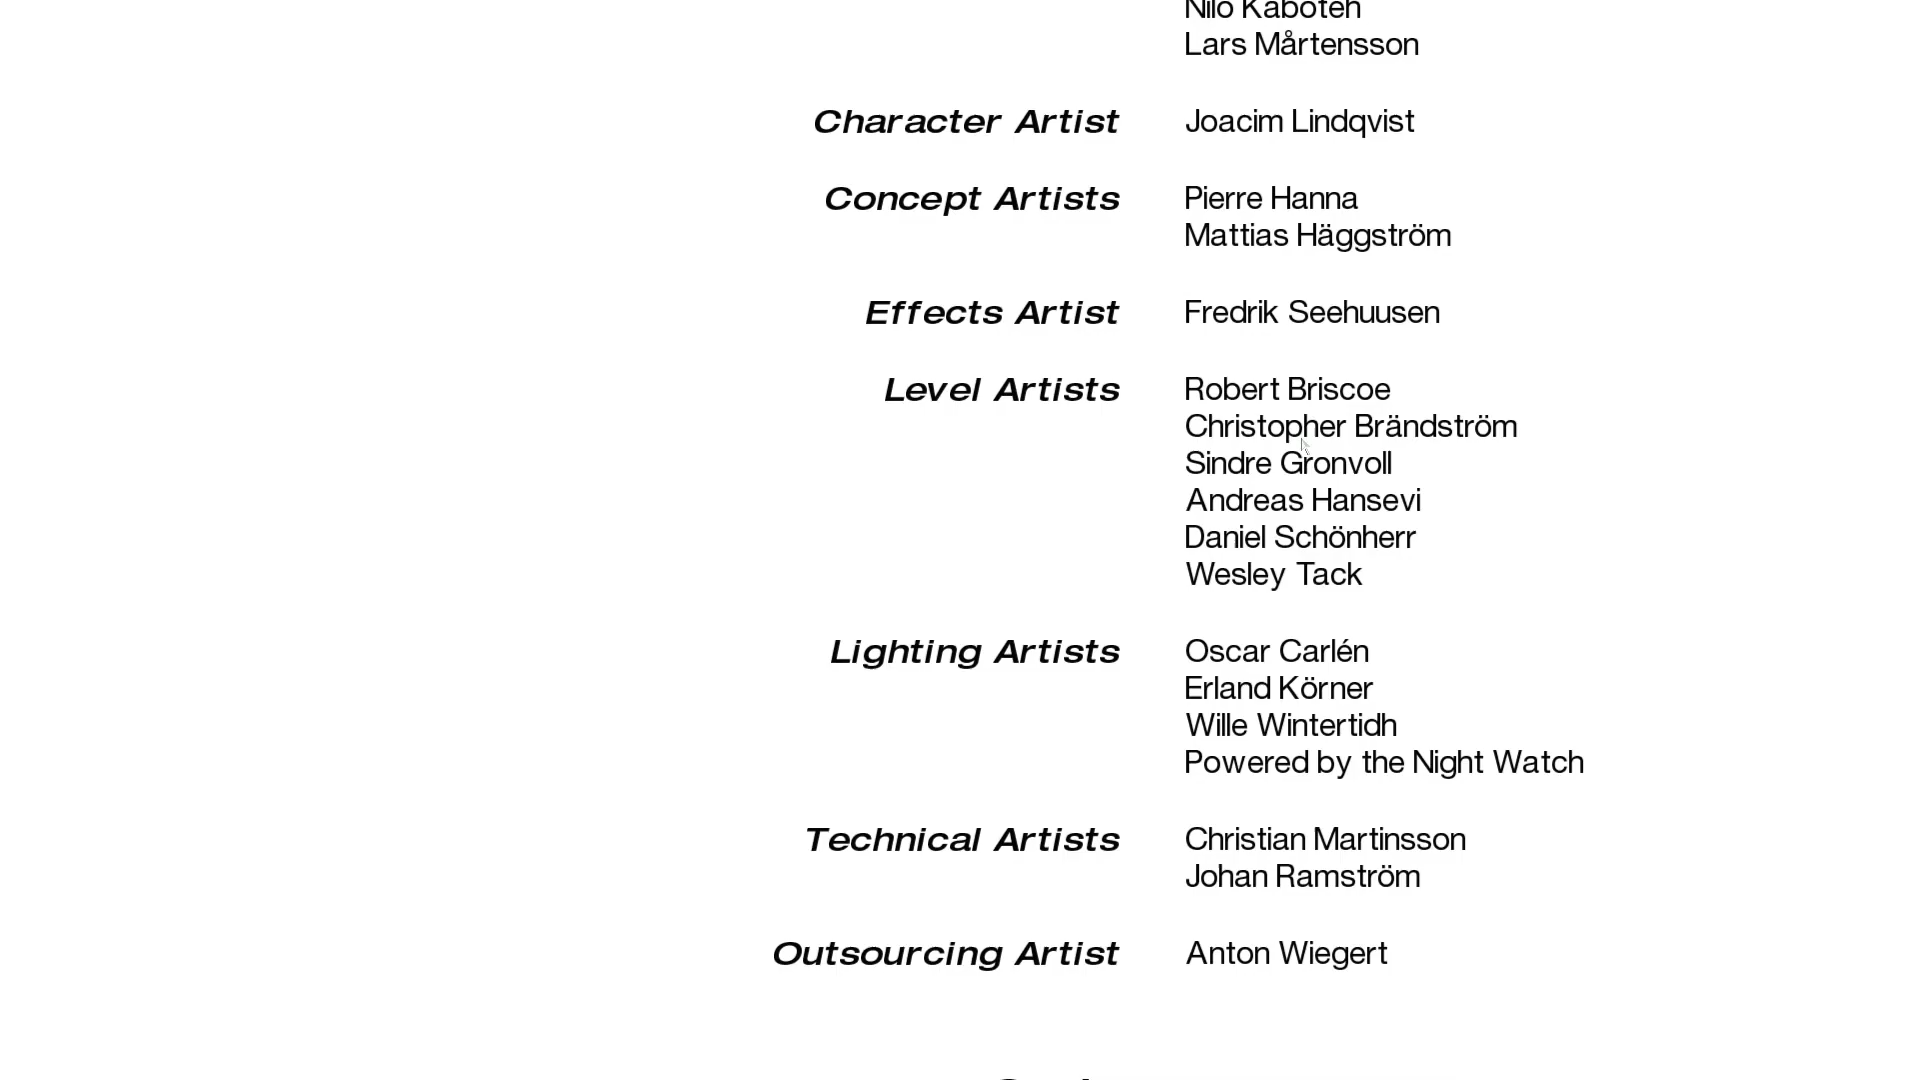 Nilo Kaboteh
Lars Mårtensson
Character Artist Joacim Lindqvist
Concept Artists Pierre Hanna
Mattias Häggström
Effects Artist Fredrik Seehuusen
Level Artists Robert Briscoe
Christopher Brändström
Sindre Gronvoll
Andreas Hansevi
Daniel Schönherr
Wesley Tack
Lighting Artists Oscar Carlén
Erland Körner
Wille Wintertidh
Powered by the Night Watch
Technical Artists Christian Martinsson
Johan Ramström
Outsourcing Artist Anton Wiegert